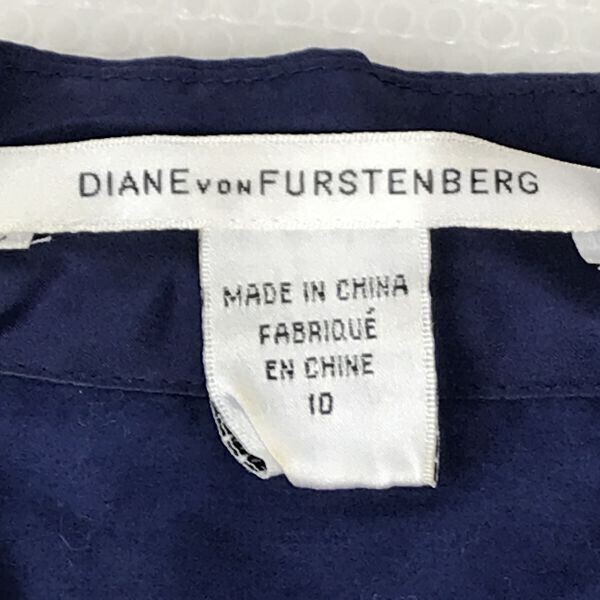 DIANE VON FURSTENBERG
MADE IN CHINA
FABRIQUÉ
EN CHINE
10